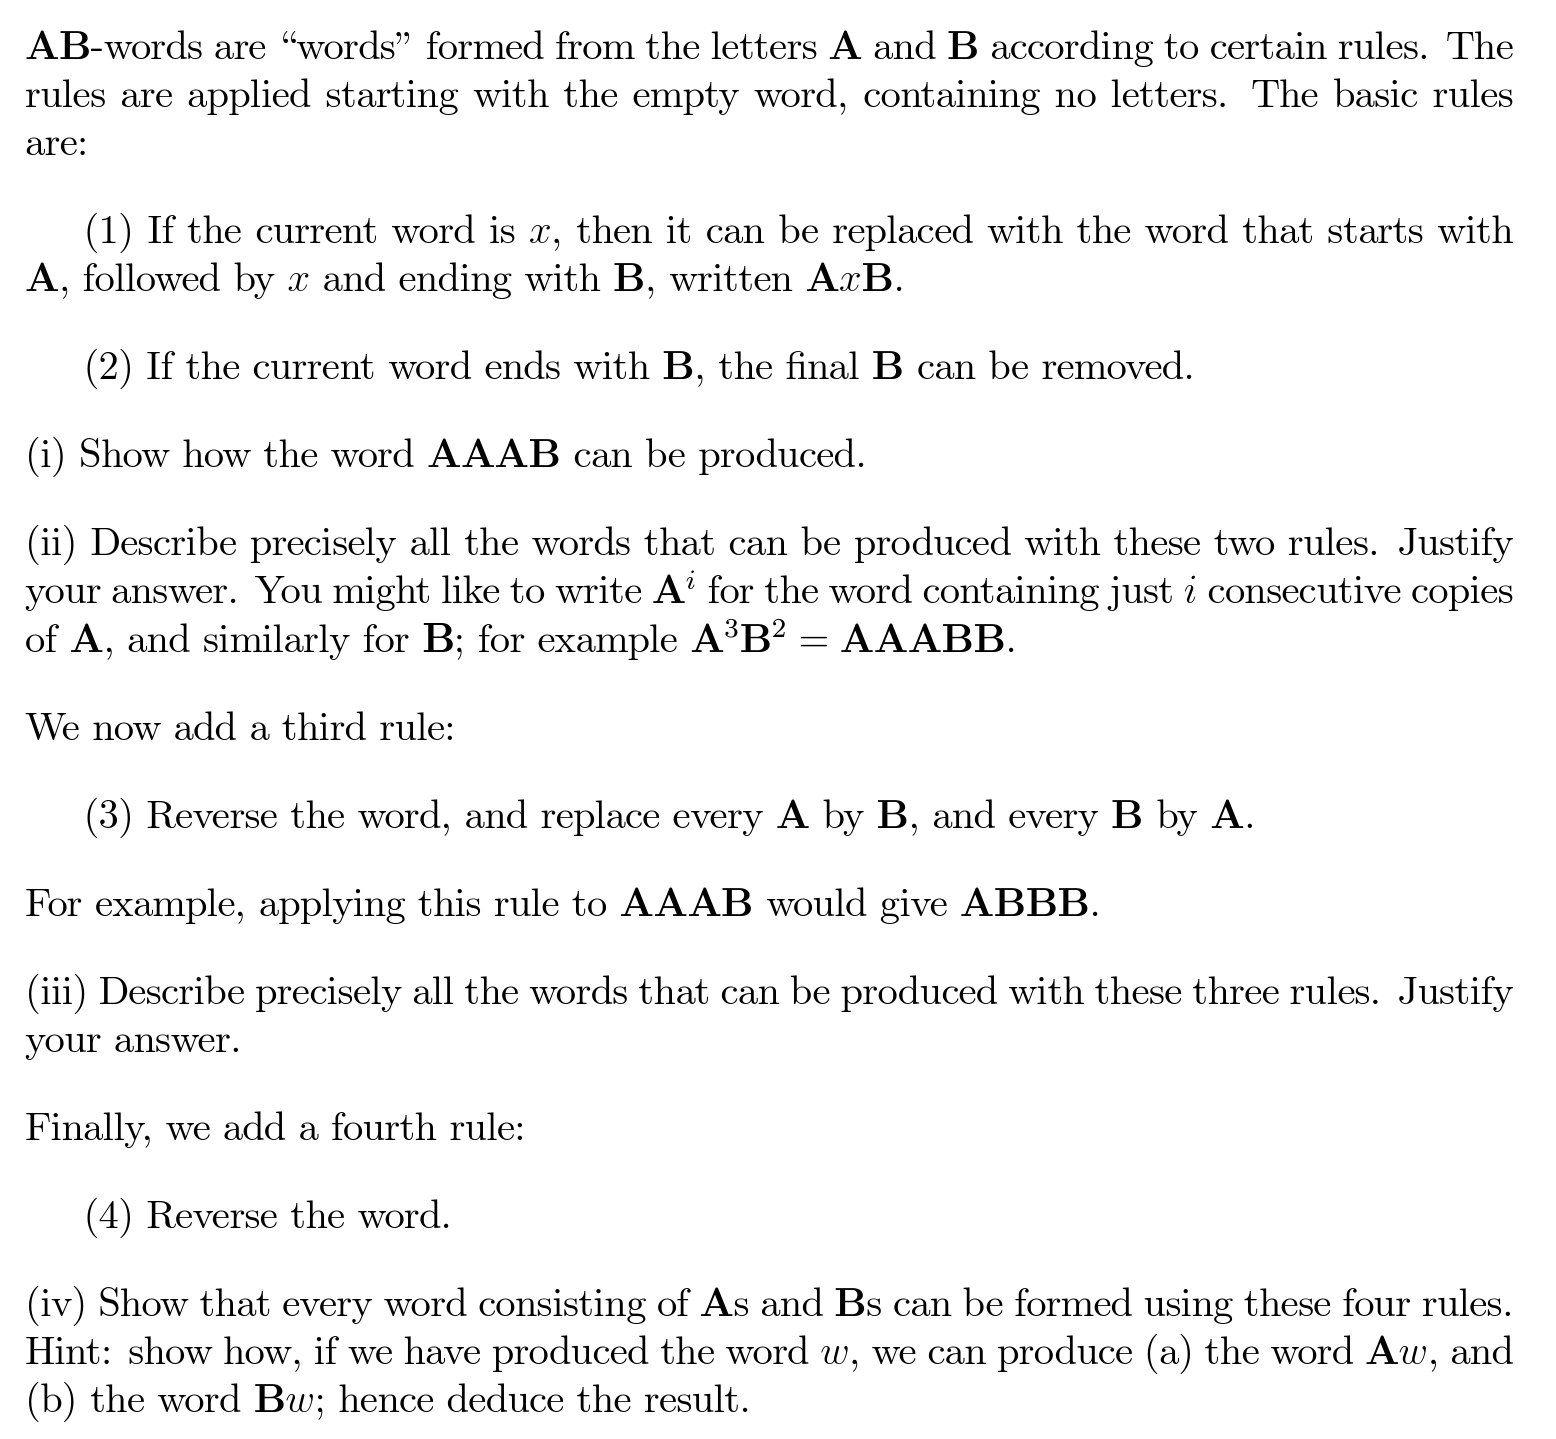 AB-words are “words” formed from the letters A and B according to certain rules. The
rules are applied starting with the empty word, containing no letters. The basic rules
are:
(1) If the current word is x, then it can be replaced with the word that starts with
A, followed by x and ending with B, written AxB.
(2) If the current word ends with B, the final B can be removed.
(i) Show how the word AAAB can be produced.
(ii) Describe precisely all the words that can be produced with these two rules. Justify
your answer. You might like to write Aⁱ for the word containing just i consecutive copies
of A, and similarly for B; for example A³B² = AAABB.
We now add a third rule:
(3) Reverse the word, and replace every A by B, and every B by A.
For example, applying this rule to AAAB would give ABBB.
(iii) Describe precisely all the words that can be produced with these three rules. Justify
your answer.
Finally, we add a fourth rule:
(4) Reverse the word.
(iv) Show that every word consisting of As and Bs can be formed using these four rules.
Hint: show how, if we have produced the word w, we can produce (a) the word Aw, and
(b) the word Bw; hence deduce the result.